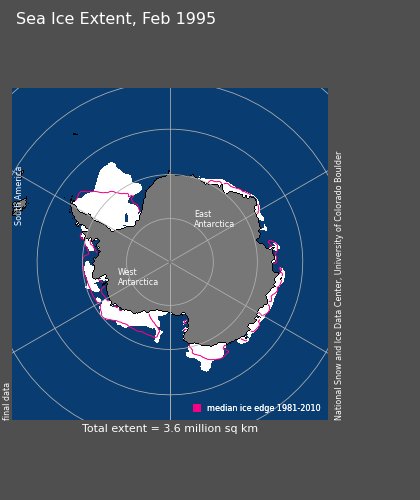 Sea Ice Extent, Feb 1995
South America
East
Antarctica
West
Antarctica
National Snow and Ice Data Center, University of Colorado Boulder
final data
median ice edge 1981-2010
Total extent = 3.6 million sq km